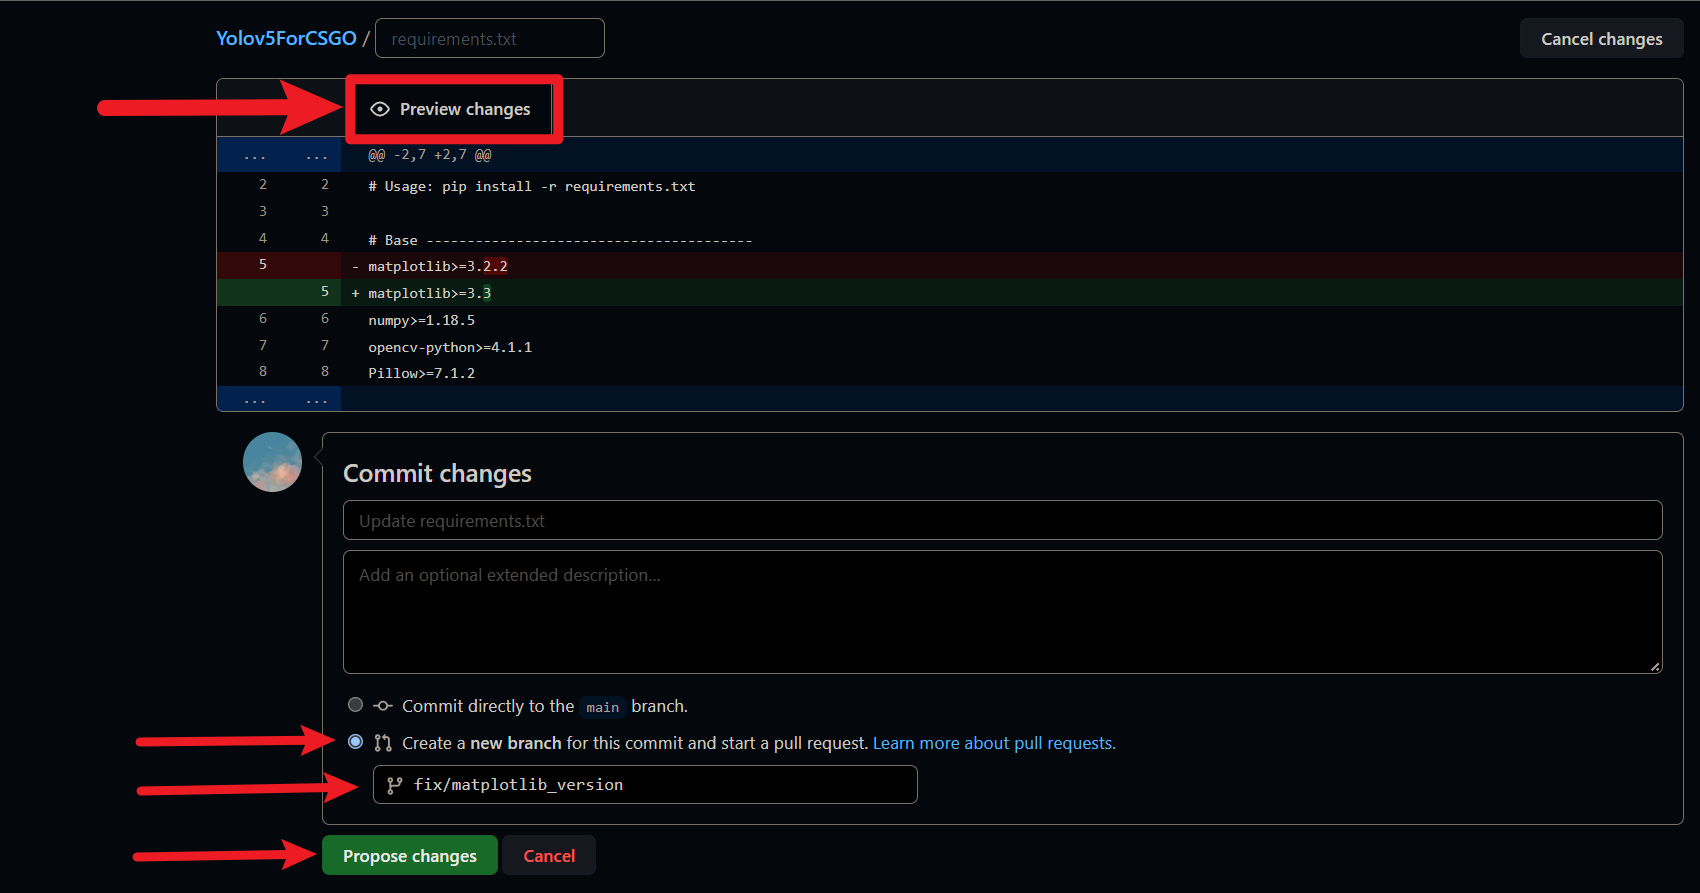 Yolov5ForCSGO / requirements.txt Cancel changes
Preview changes
... ... @@ -2,7 +2,7 @@
2 2 # Usage: pip install -r requirements.txt
3 3
4 4 # Base ----------------------------------------
5 - matplotlib>=3.2.2
5 + matplotlib>=3.3
6 6 numpy>=1.18.5
7 7 opencv-python>=4.1.1
8 8 Pillow>=7.1.2
... ...
Commit changes
Update requirements.txt
Add an optional extended description...
Commit directly to the main branch.
Create a new branch for this commit and start a pull request. Learn more about pull requests.
fix/matplotlib_version
Propose changes Cancel